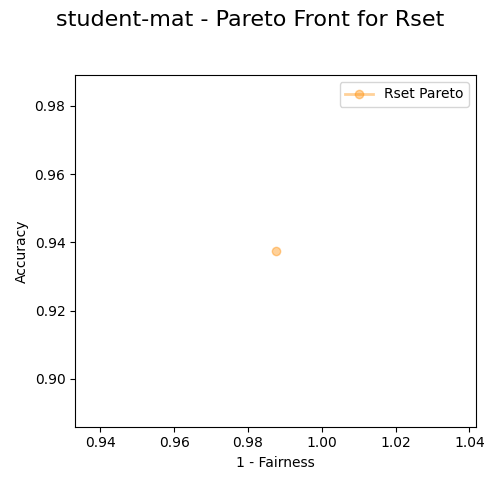 student-mat - Pareto Front for Rset
Rset Pareto
0.98
0.96
0.94
0.92
0.90
Accuracy
0.94 0.96 0.98 1.00 1.02 1.04
1 - Fairness